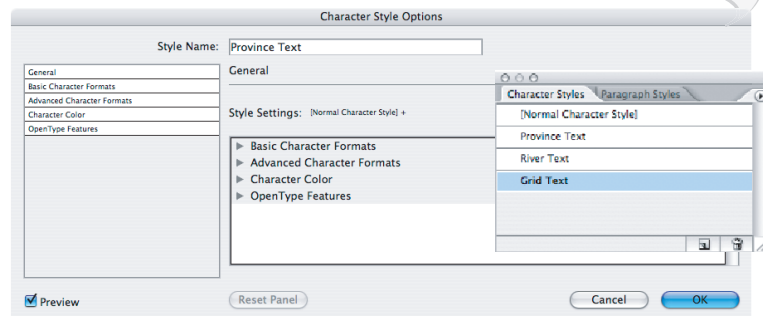 Character Style Options
Style Name: Province Text
General
Basic Character Formats
Advanced Character Formats
Character Color
OpenType Features
General
Style Settings: [Normal Character Style] +
Basic Character Formats
Advanced Character Formats
Character Color
OpenType Features
Character Styles Paragraph Styles
[Normal Character Style]
Province Text
River Text
Grid Text
Preview
Reset Panel
Cancel
OK